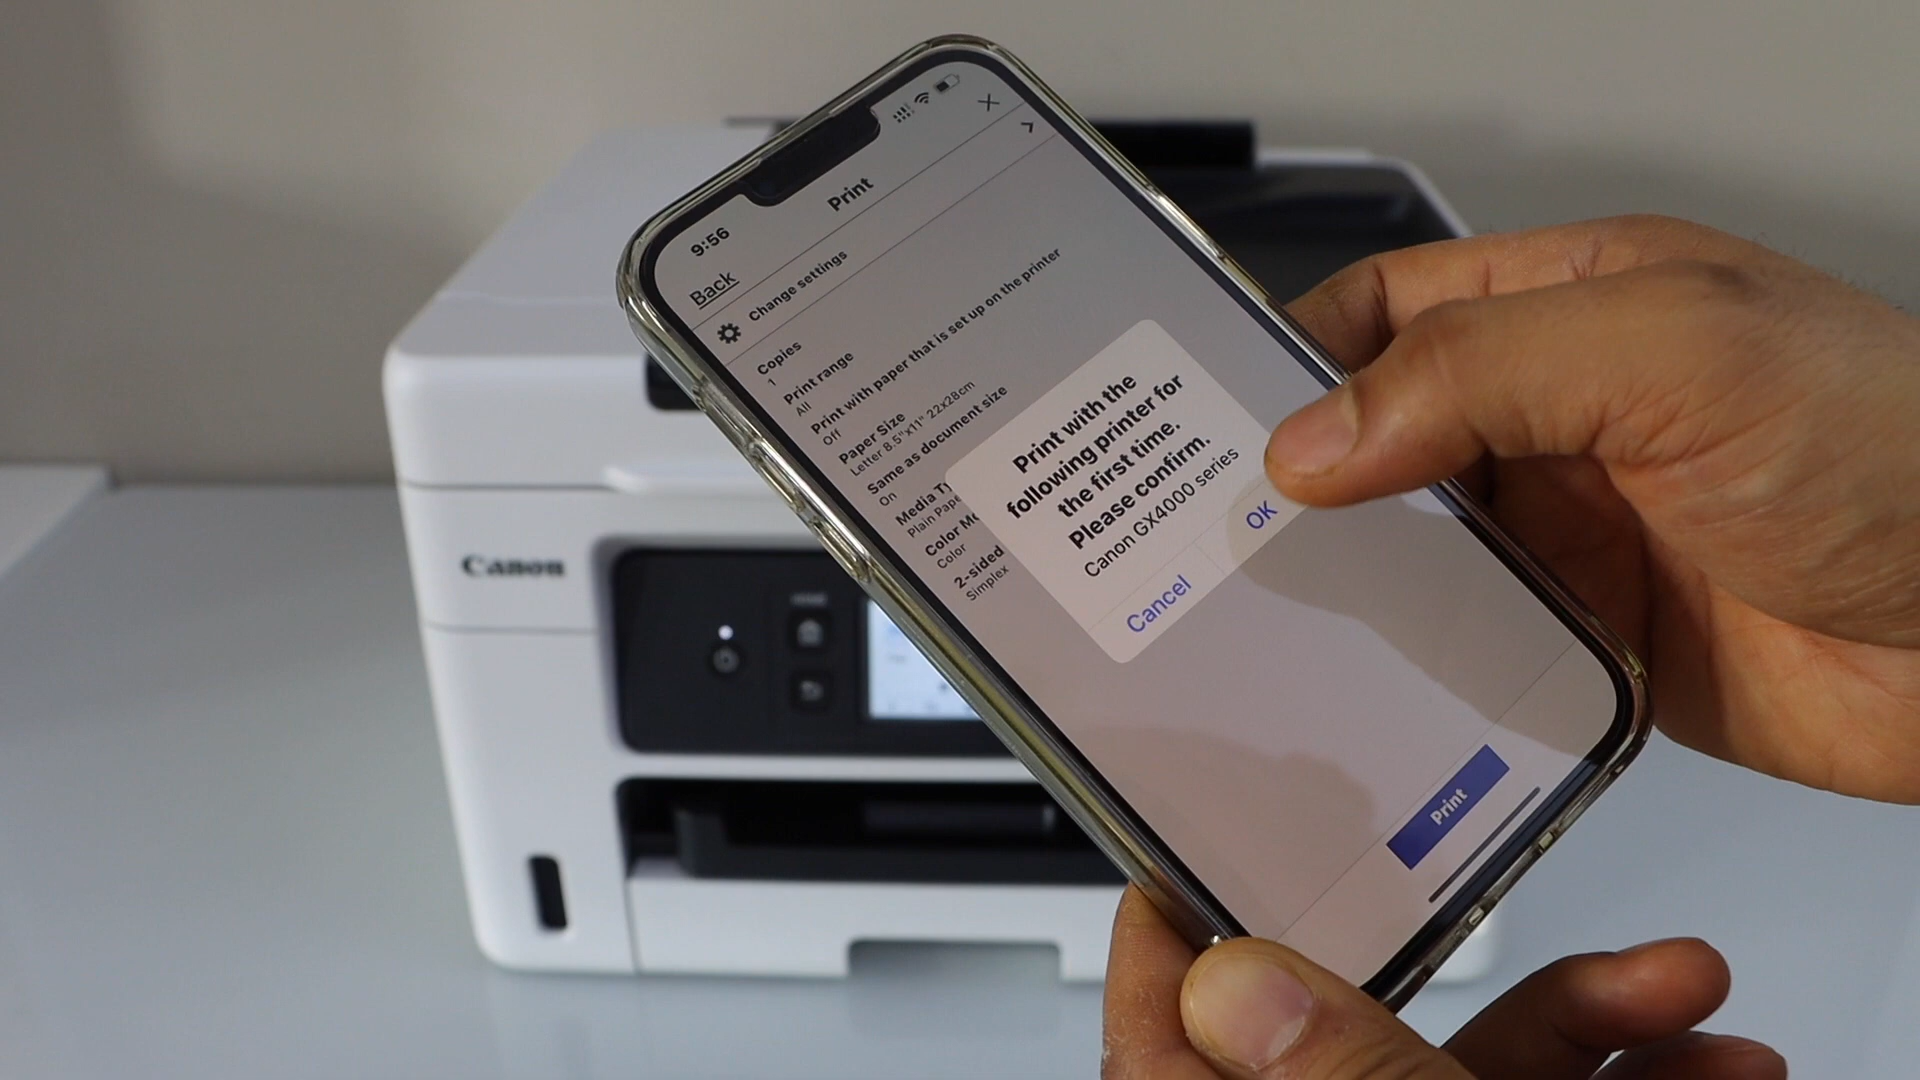 9:56
Print
Back
Change settings
Copies
1
Print range
All
Print with paper that is set up on the printer
Off
Paper Size
Letter 8.5"x11" 22x28cm
Same as document size
On
Media Ty
Plain Pape
Color Mo
Color
2-sided
Simplex
Print with the
following printer for
the first time.
Please confirm.
Canon GX4000 series
Cancel
OK
Print
Canon